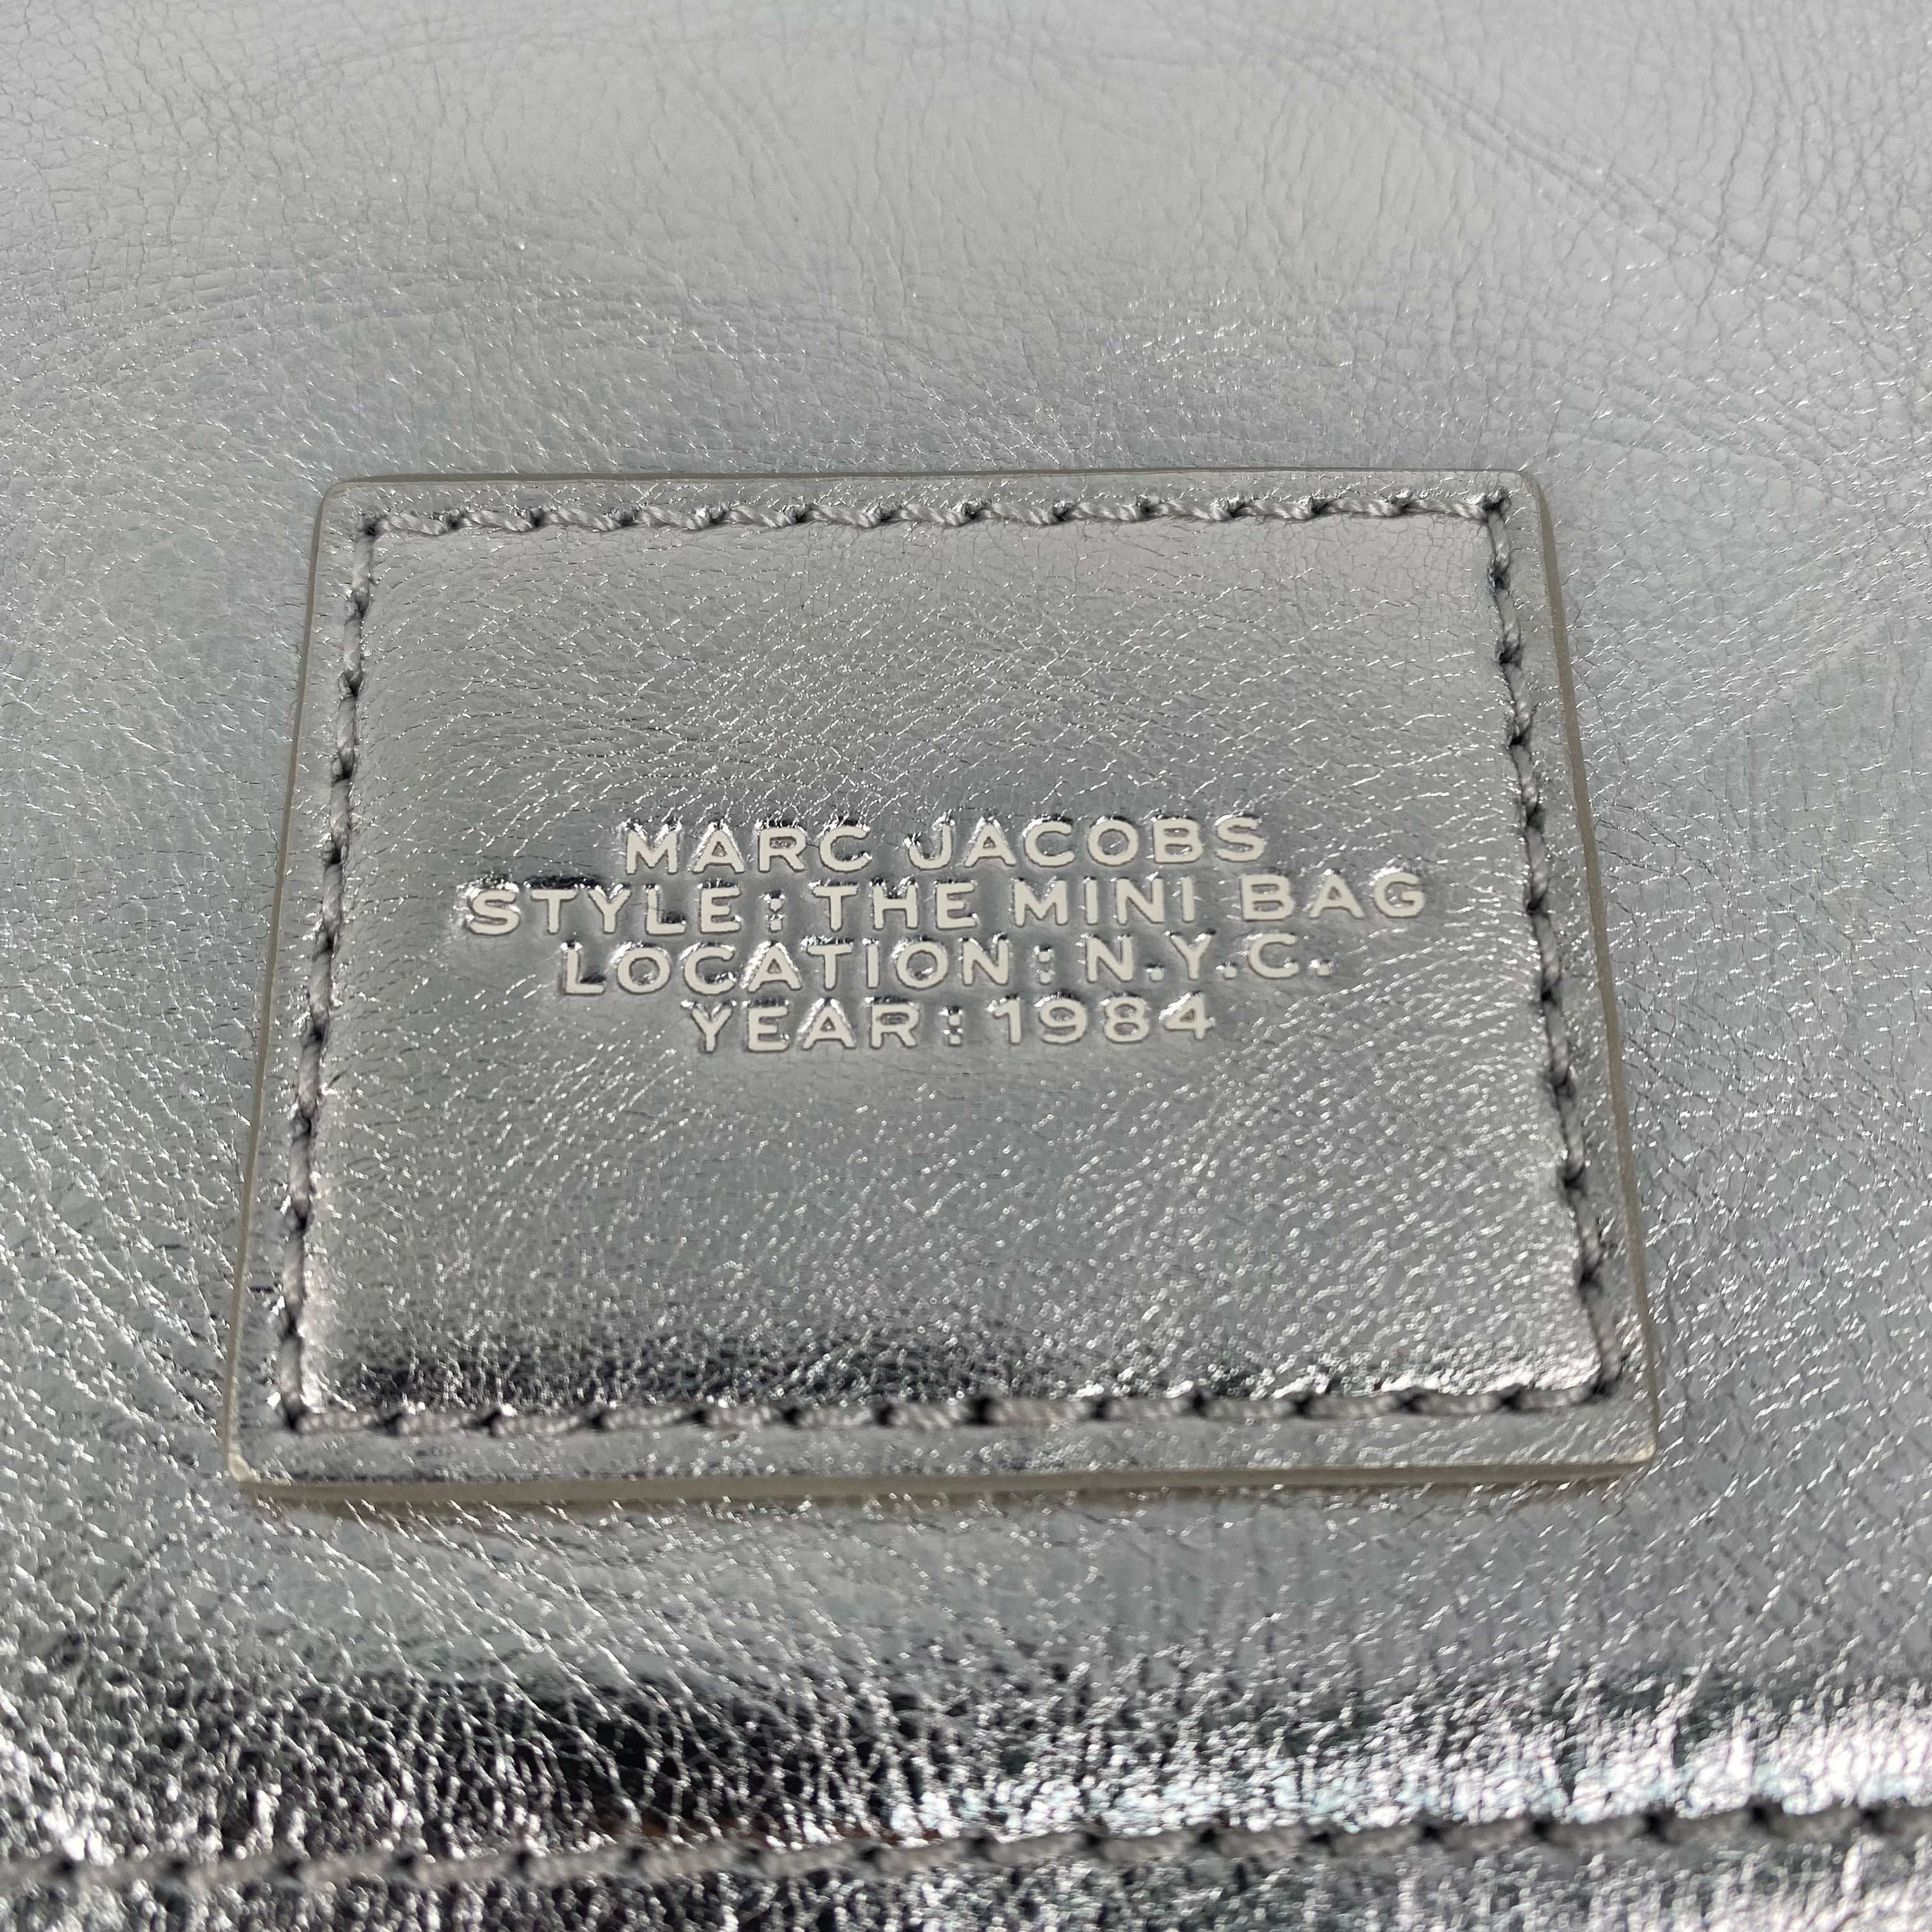 MARC JACOBS
STYLE: THE MINI BAG
LOCATION: N.Y.C.
YEAR: 1984